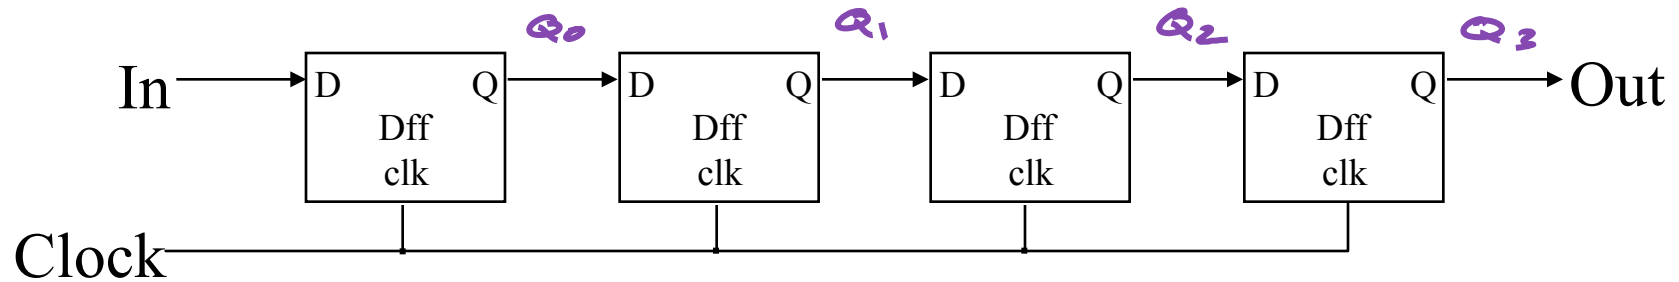 Q0 Q1 Q2 Q3
In D Q D Q D Q D Q Out
Dff Dff Dff Dff
clk clk clk clk
Clock